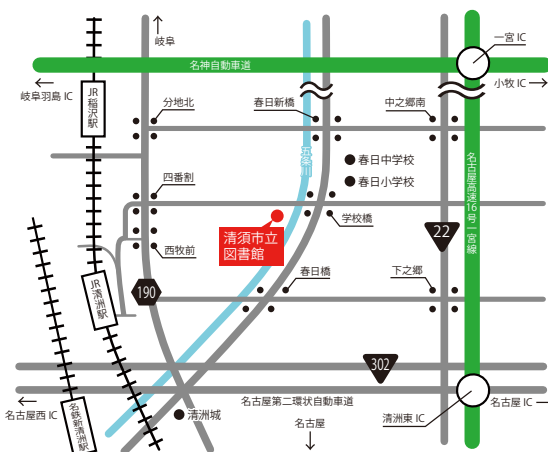 岐阜
一宮 IC
名神自動車道
岐阜羽島 IC
小牧 IC
JR
稲沢駅
分地北
春日新橋
中之郷南
五条川
春日中学校
春日小学校
名古屋高速16号一宮線
四番割
学校橋
清須市立
図書館
西牧前
22
春日橋
下之郷
JR清洲駅
190
302
名古屋第二環状自動車道
名古屋西 IC
名鉄新清洲駅
清洲城
名古屋
清洲東 IC
名古屋 IC